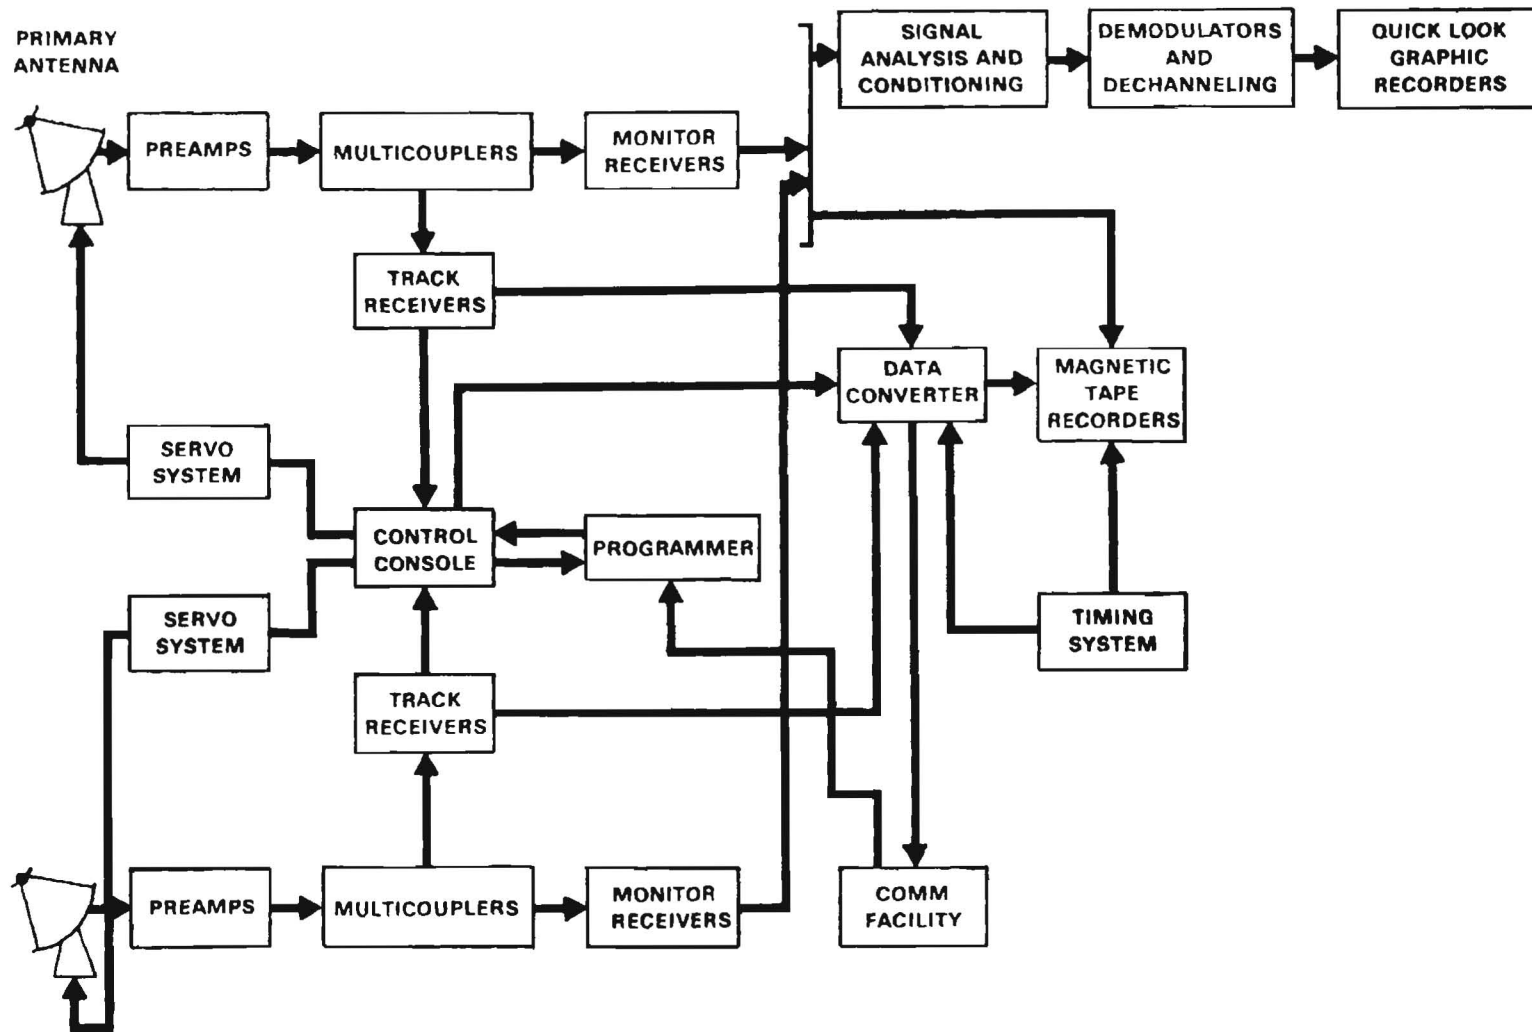 PRIMARY
ANTENNA
PREAMPS
MULTICOUPLERS
MONITOR
RECEIVERS
SIGNAL
ANALYSIS AND
CONDITIONING
DEMODULATORS
AND
DECHANNELING
QUICK LOOK
GRAPHIC
RECORDERS
TRACK
RECEIVERS
DATA
CONVERTER
MAGNETIC
TAPE
RECORDERS
SERVO
SYSTEM
CONTROL
CONSOLE
PROGRAMMER
SERVO
SYSTEM
TIMING
SYSTEM
TRACK
RECEIVERS
PREAMPS
MULTICOUPLERS
MONITOR
RECEIVERS
COMM
FACILITY